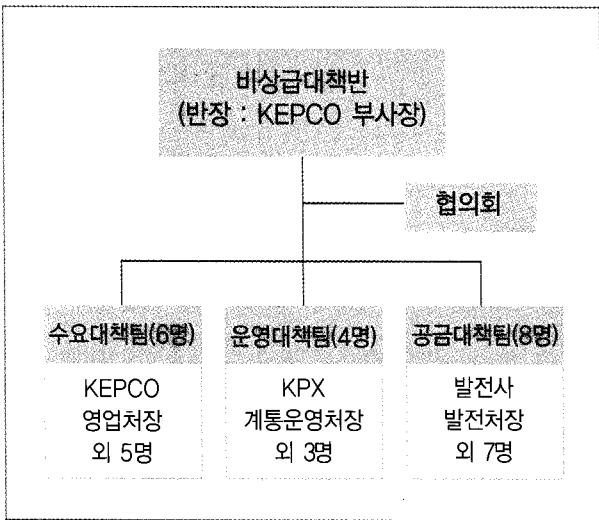 비상급대책반
(반장 : KEPCO 부사장)
협의회
수요대책팀(6명)
KEPCO
영업처장
외 5명
운영대책팀(4명)
KPX
계통운영처장
외 3명
공급대책팀(8명)
발전사
발전처장
외 7명